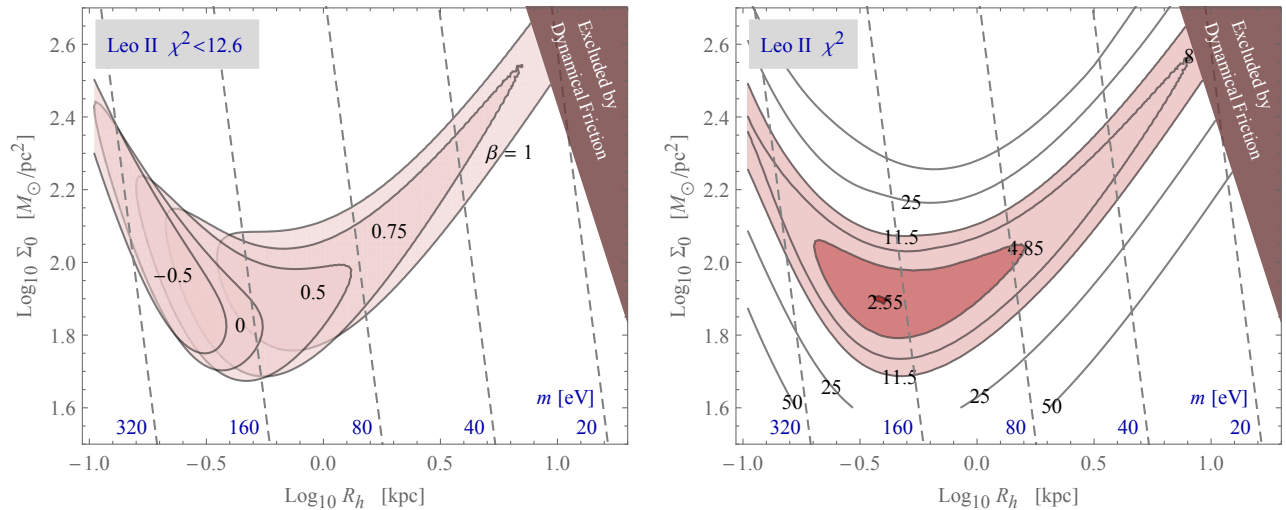 Leo II χ² < 12.6
Excluded by
Dynamical Friction
β = 1
0.75
0.5
0
−0.5
m [eV]
320 160 80 40 20
2.6
2.4
2.2
2.0
1.8
1.6
Log₁₀ Σ₀ [M⊙/pc²]
−1.0 −0.5 0.0 0.5 1.0
Log₁₀ Rₕ [kpc]
Leo II χ²
Excluded by
Dynamical Friction
8
25
11.5
4.85
2.55
11.5
25
25
50
50
m [eV]
320 160 80 40 20
2.6
2.4
2.2
2.0
1.8
1.6
Log₁₀ Σ₀ [M⊙/pc²]
−1.0 −0.5 0.0 0.5 1.0
Log₁₀ Rₕ [kpc]